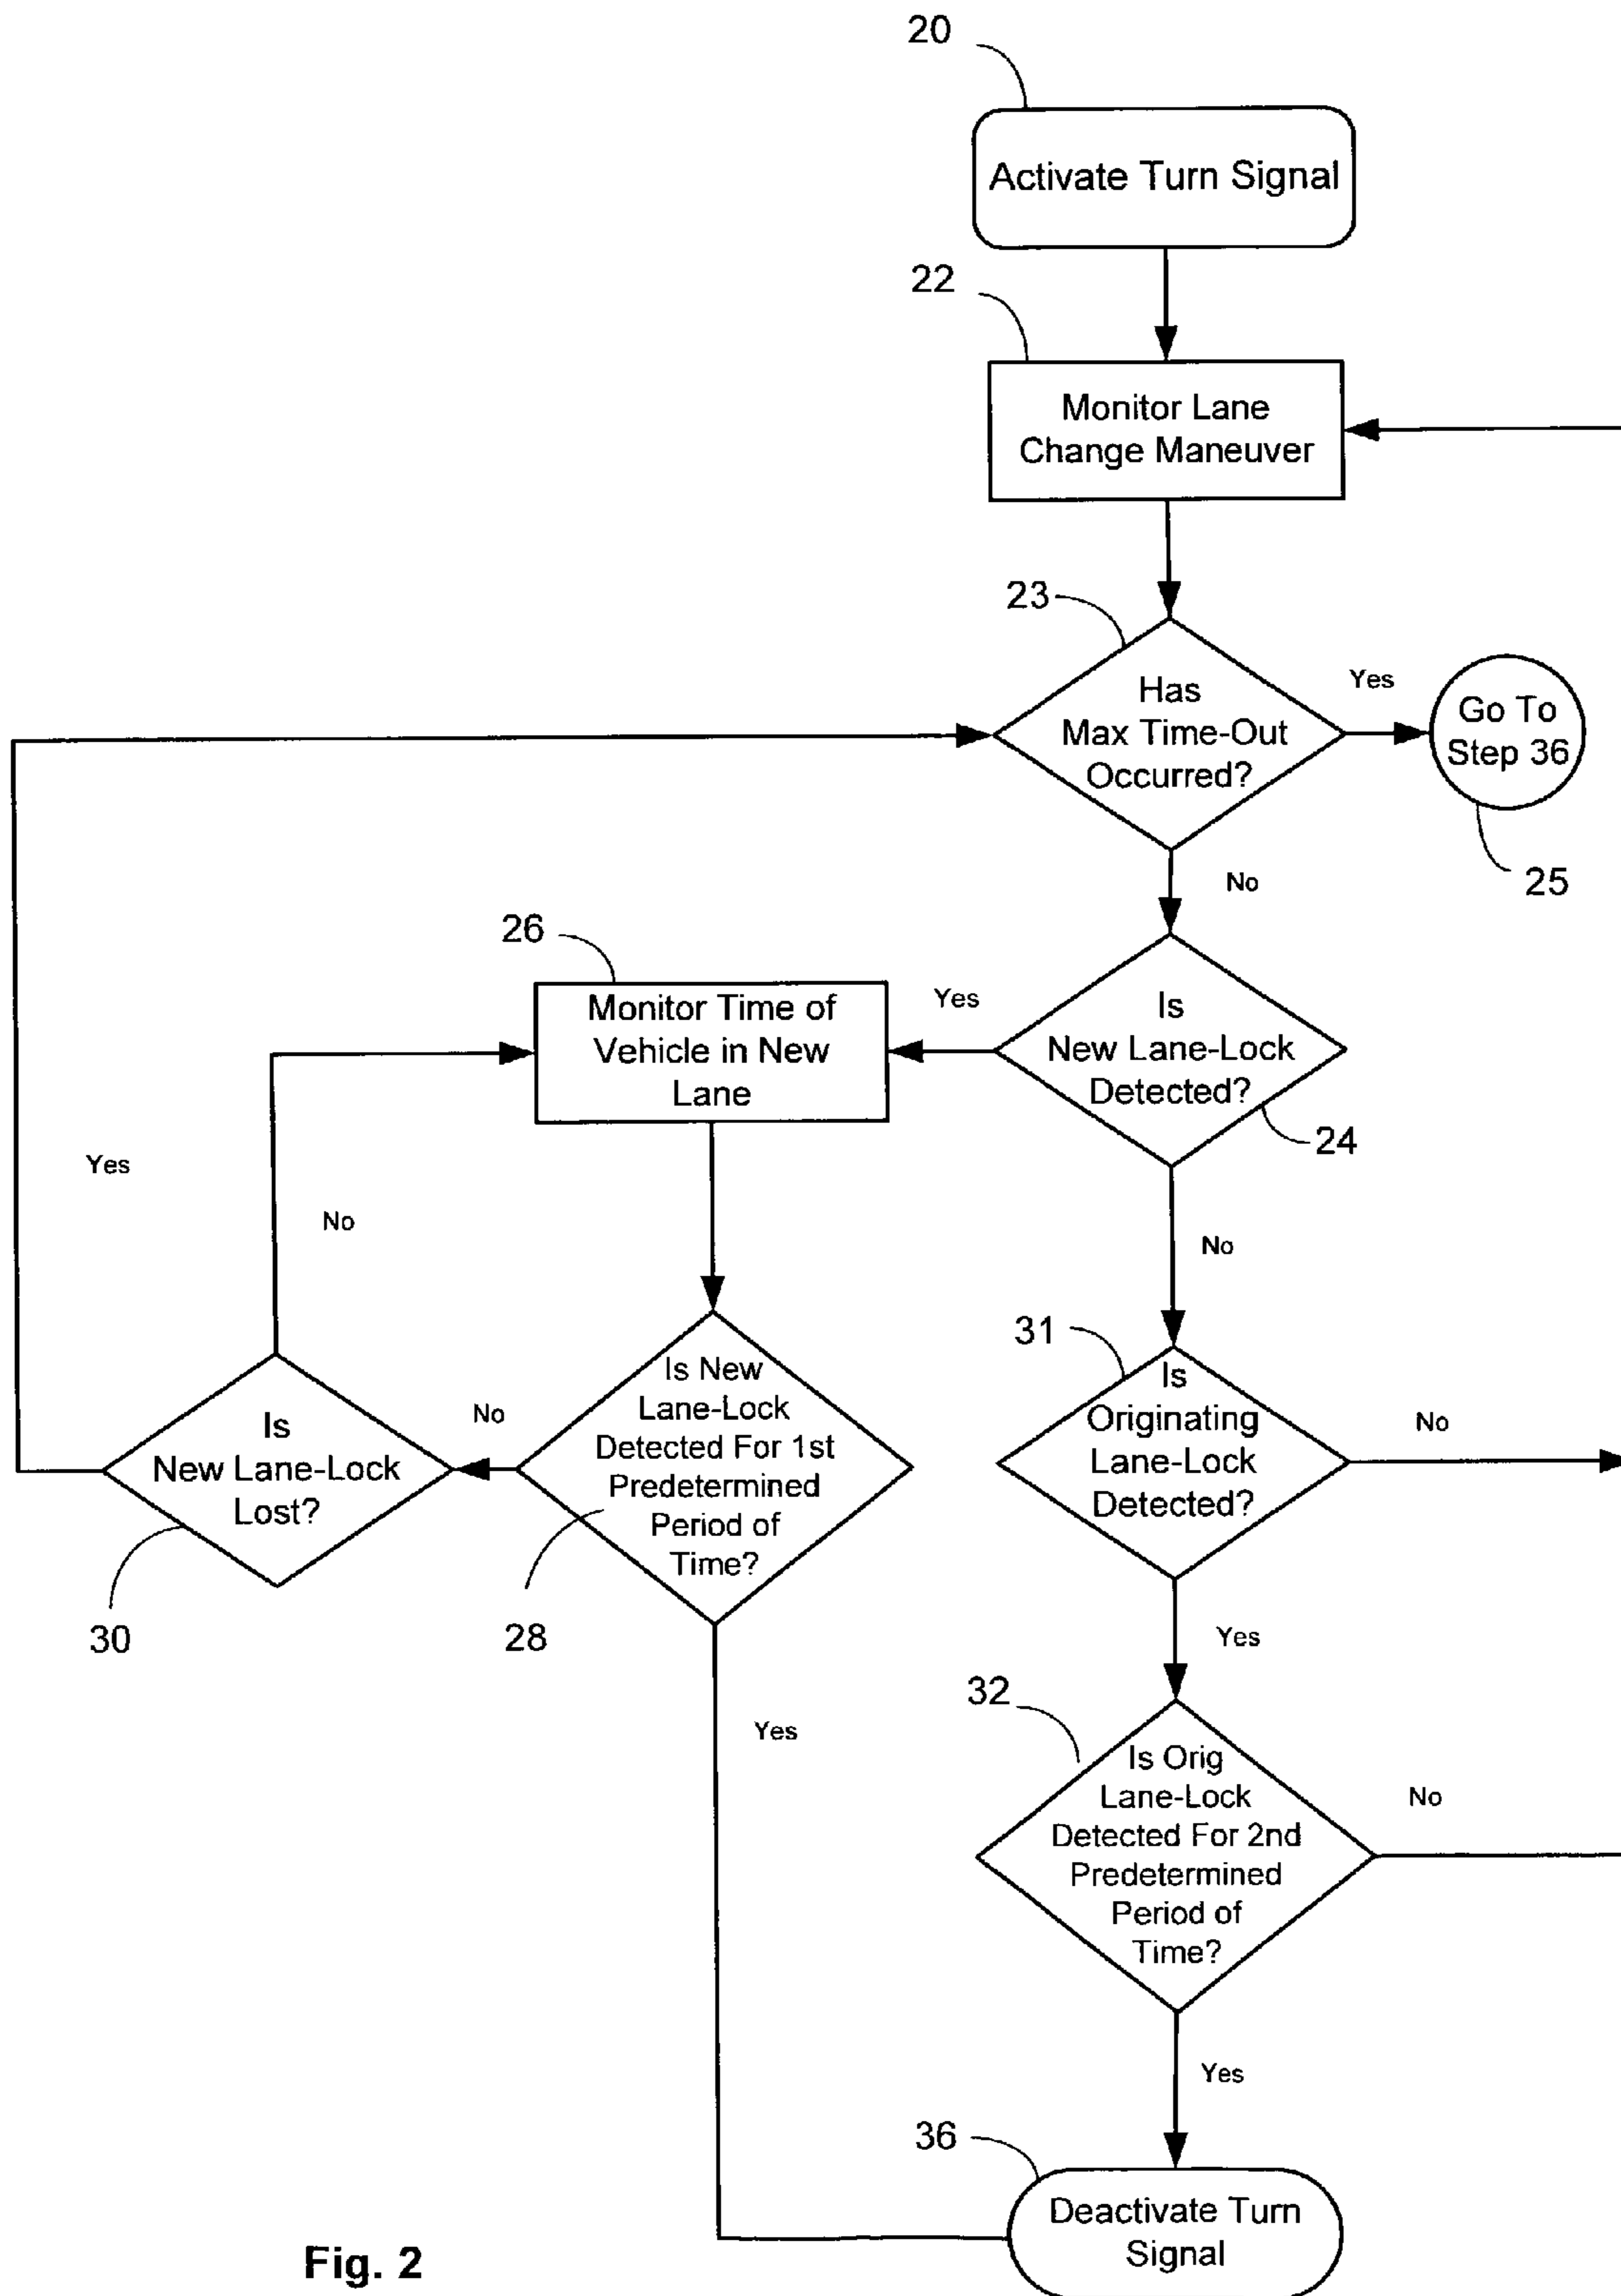 20
Activate Turn Signal
22
Monitor Lane
Change Maneuver
23
Has
Max Time-Out
Occurred?
Yes
Go To
Step 36
25
No
26
Monitor Time of
Vehicle in New
Lane
Yes
Is
New Lane-Lock
Detected?
24
Yes
No
No
31
Is
Originating
Lane-Lock
Detected?
No
Is New
Lane-Lock
Detected For 1st
Predetermined
Period of
Time?
28
No
Is
New Lane-Lock
Lost?
30
Yes
Yes
32
Is Orig
Lane-Lock
Detected For 2nd
Predetermined
Period of
Time?
No
Yes
36
Deactivate Turn
Signal
Fig. 2